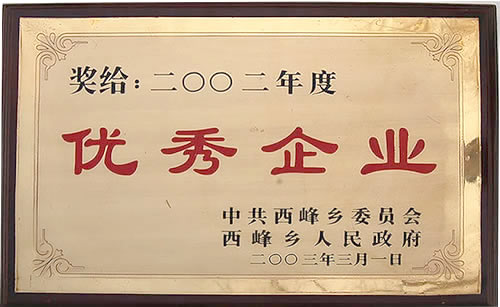 奖给：二〇〇二年度
优秀企业
中共西峰乡委员会
西峰乡人民政府
二〇〇三年三月一日